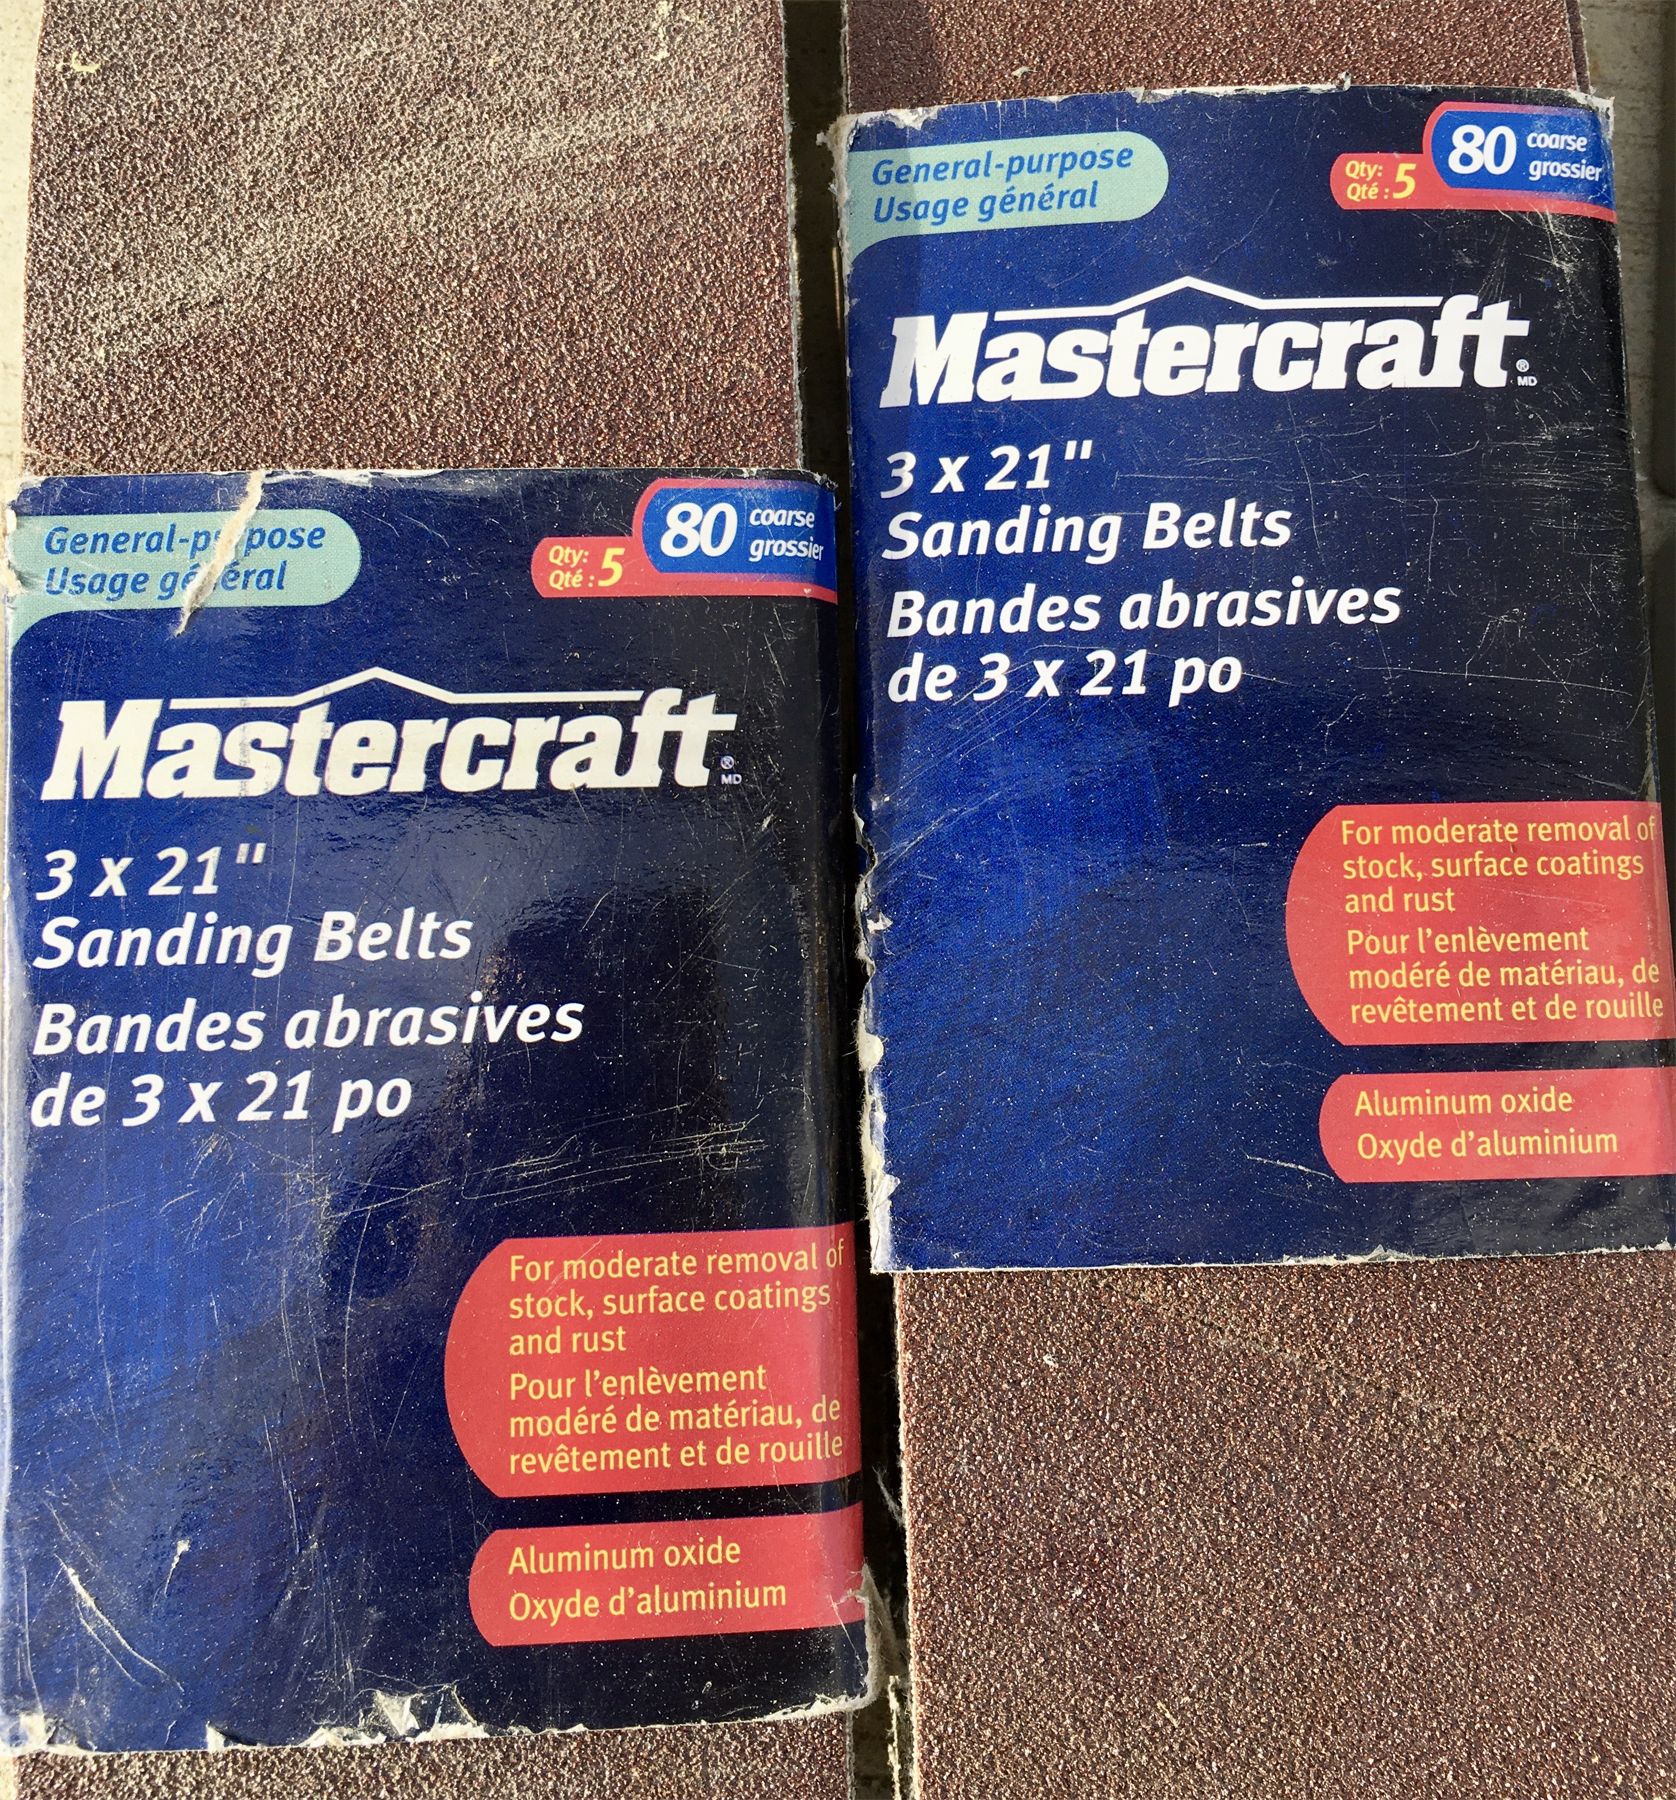 General-purpose
Usage général
Qty:
Qté : 5
80 coarse
grossier
Mastercraft
® MD
3 x 21"
Sanding Belts
Bandes abrasives
de 3 x 21 po
For moderate removal of
stock, surface coatings
and rust
Pour l'enlèvement
modéré de matériau, de
revêtement et de rouille
Aluminum oxide
Oxyde d'aluminium
General-purpose
Usage général
Qty:
Qté : 5
80 coarse
grossier
Mastercraft
® MD
3 x 21"
Sanding Belts
Bandes abrasives
de 3 x 21 po
For moderate removal of
stock, surface coatings
and rust
Pour l'enlèvement
modéré de matériau, de
revêtement et de rouille
Aluminum oxide
Oxyde d'aluminium